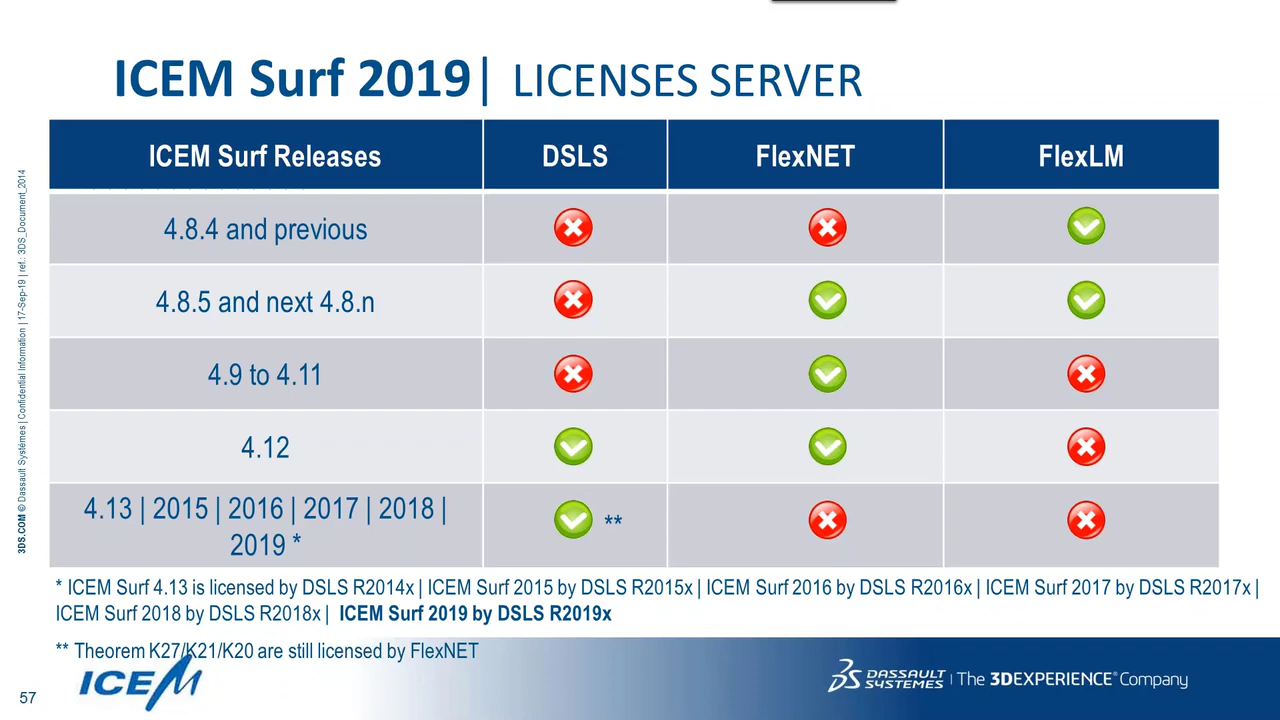 ICEM Surf 2019| LICENSES SERVER
ICEM Surf Releases DSLS FlexNET FlexLM
4.8.4 and previous
4.8.5 and next 4.8.n
4.9 to 4.11
4.12
4.13 | 2015 | 2016 | 2017 | 2018 |
2019 *
**
* ICEM Surf 4.13 is licensed by DSLS R2014x | ICEM Surf 2015 by DSLS R2015x | ICEM Surf 2016 by DSLS R2016x | ICEM Surf 2017 by DSLS R2017x |
ICEM Surf 2018 by DSLS R2018x | ICEM Surf 2019 by DSLS R2019x
** Theorem K27/K21/K20 are still licensed by FlexNET
3DS.COM © Dassault Systèmes | Confidential Information | 17-Sep-19 | ref.: 3DS_Document_2014
57
ICEM
3DS DASSAULT SYSTEMES | The 3DEXPERIENCE® Company